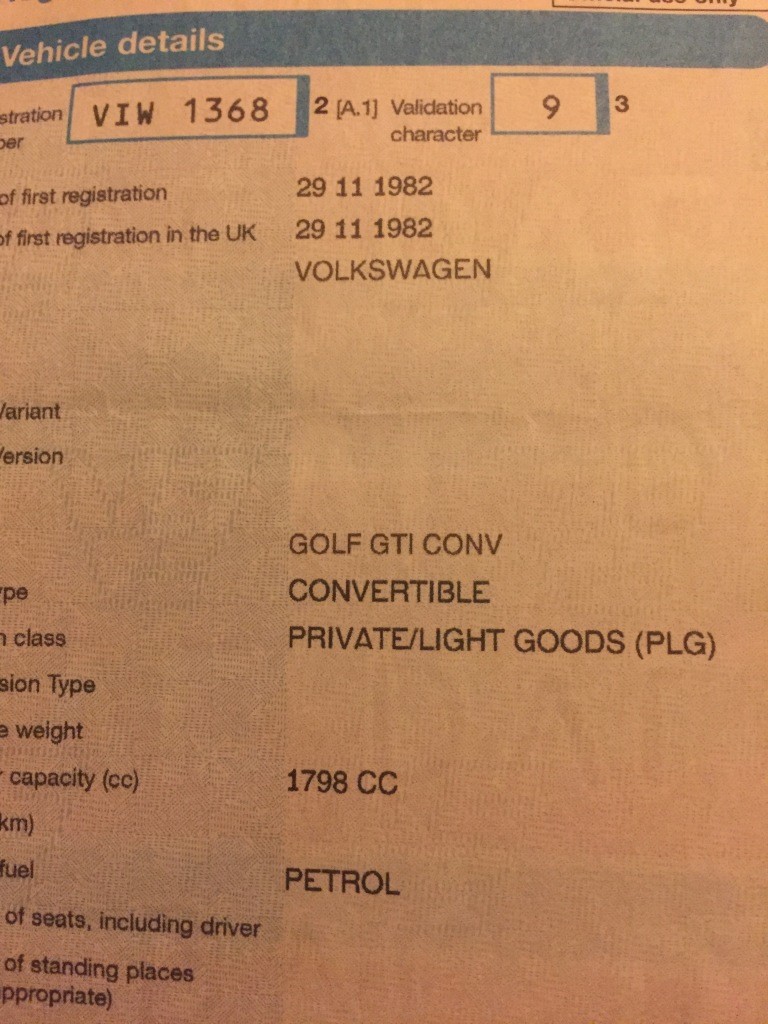 Vehicle details
stration VIW 1368 2 [A.1] Validation 9 3
ber character
of first registration 29 11 1982
of first registration in the UK 29 11 1982
VOLKSWAGEN
Variant
Version
GOLF GTI CONV
ype CONVERTIBLE
n class PRIVATE/LIGHT GOODS (PLG)
sion Type
e weight
r capacity (cc) 1798 CC
km)
fuel PETROL
of seats, including driver
of standing places
ppropriate)